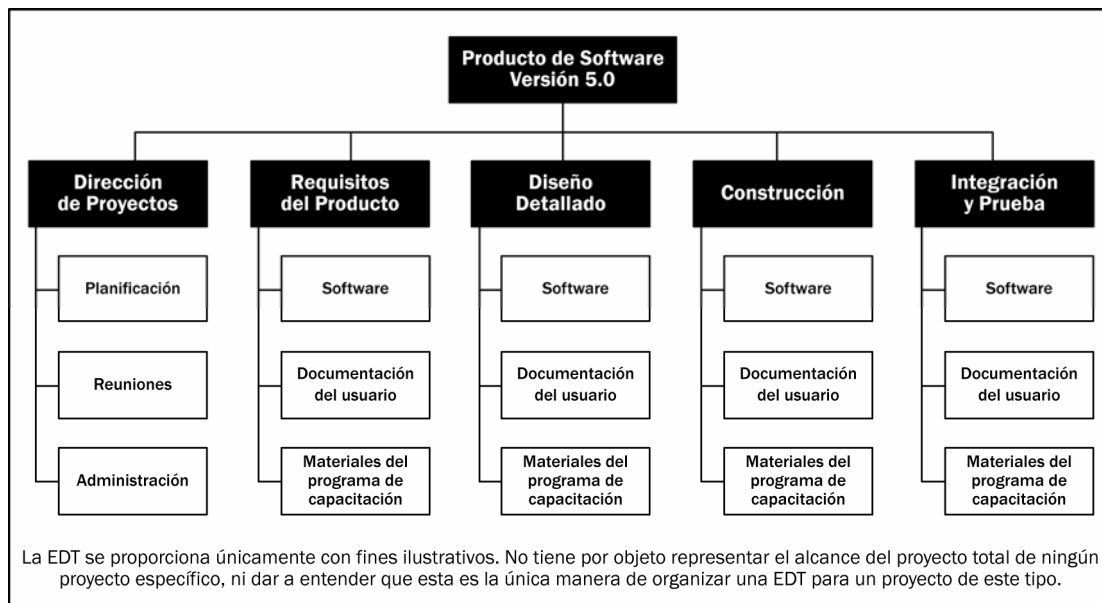 Producto de Software
Versión 5.0
Dirección
de Proyectos
Requisitos
del Producto
Diseño
Detallado
Construcción
Integración
y Prueba
Planificación
Software
Software
Software
Software
Reuniones
Documentación
del usuario
Documentación
del usuario
Documentación
del usuario
Documentación
del usuario
Administración
Materiales del
programa de
capacitación
Materiales del
programa de
capacitación
Materiales del
programa de
capacitación
Materiales del
programa de
capacitación
La EDT se proporciona únicamente con fines ilustrativos. No tiene por objeto representar el alcance del proyecto total de ningún
proyecto específico, ni dar a entender que esta es la única manera de organizar una EDT para un proyecto de este tipo.